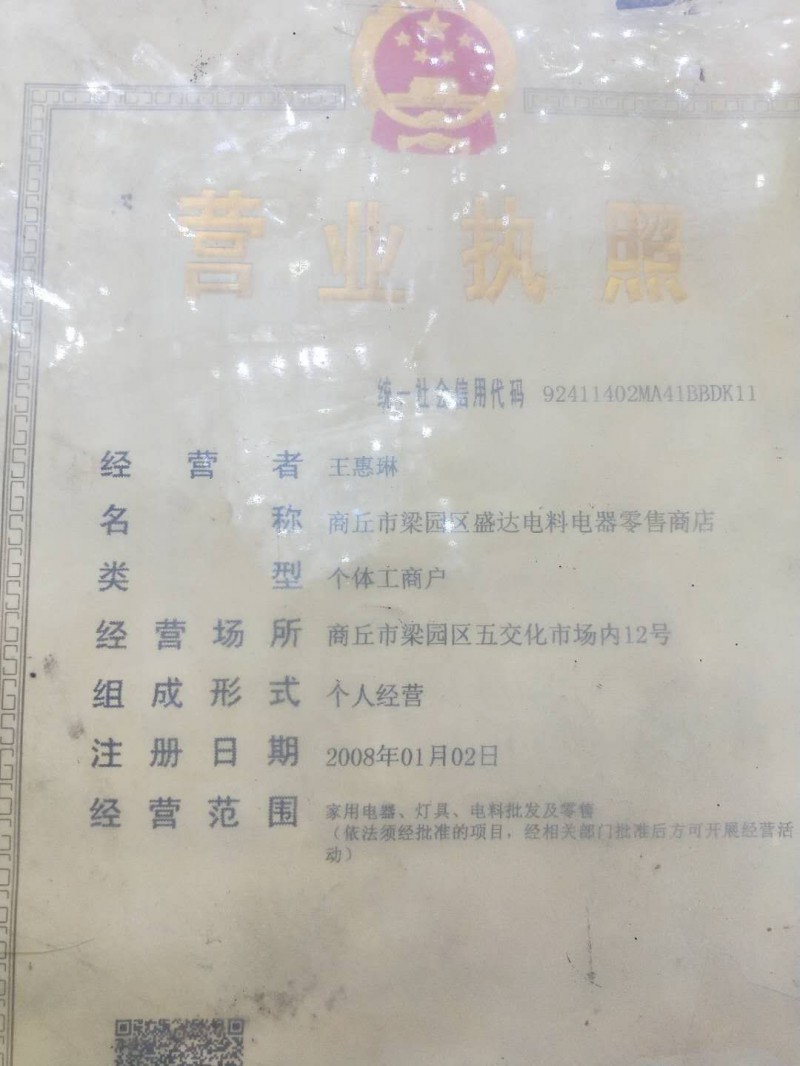 营业执照
统一社会信用代码 92411402MA41BBDK11
经营者 王惠琳
名称 商丘市梁园区盛达电料电器零售商店
类型 个体工商户
经营场所 商丘市梁园区五交化市场内12号
组成形式 个人经营
注册日期 2008年01月02日
经营范围 家用电器、灯具、电料批发及零售
（依法须经批准的项目，经相关部门批准后方可开展经营活
动）